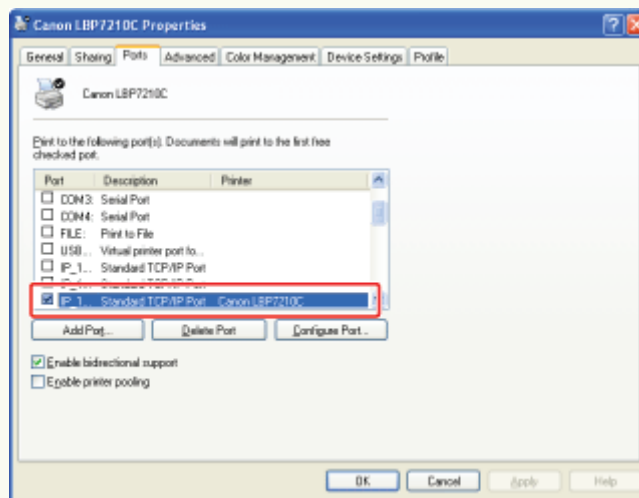 Canon LBP7210C Properties
General Sharing Ports Advanced Color Management Device Settings Profile
Canon LBP7210C
Print to the following port(s). Documents will print to the first free
checked port.
Port Description Printer
COM3: Serial Port
COM4: Serial Port
FILE: Print to File
USB... Virtual printer port fo...
IP_1... Standard TCP/IP Port
IP_1... Standard TCP/IP Port Canon LBP7210C
Add Port... Delete Port Configure Port...
Enable bidirectional support
Enable printer pooling
OK Cancel Apply Help